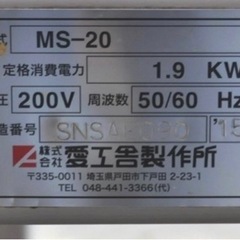 式 MS-20
定格消費電力 1.9 KW
圧 200V 周波数 50/60 Hz
造番号 '15
株式会社 愛工舎製作所
〒335-0011 埼玉県戸田市下戸田 2-23-1
TEL 048-441-3366(代)